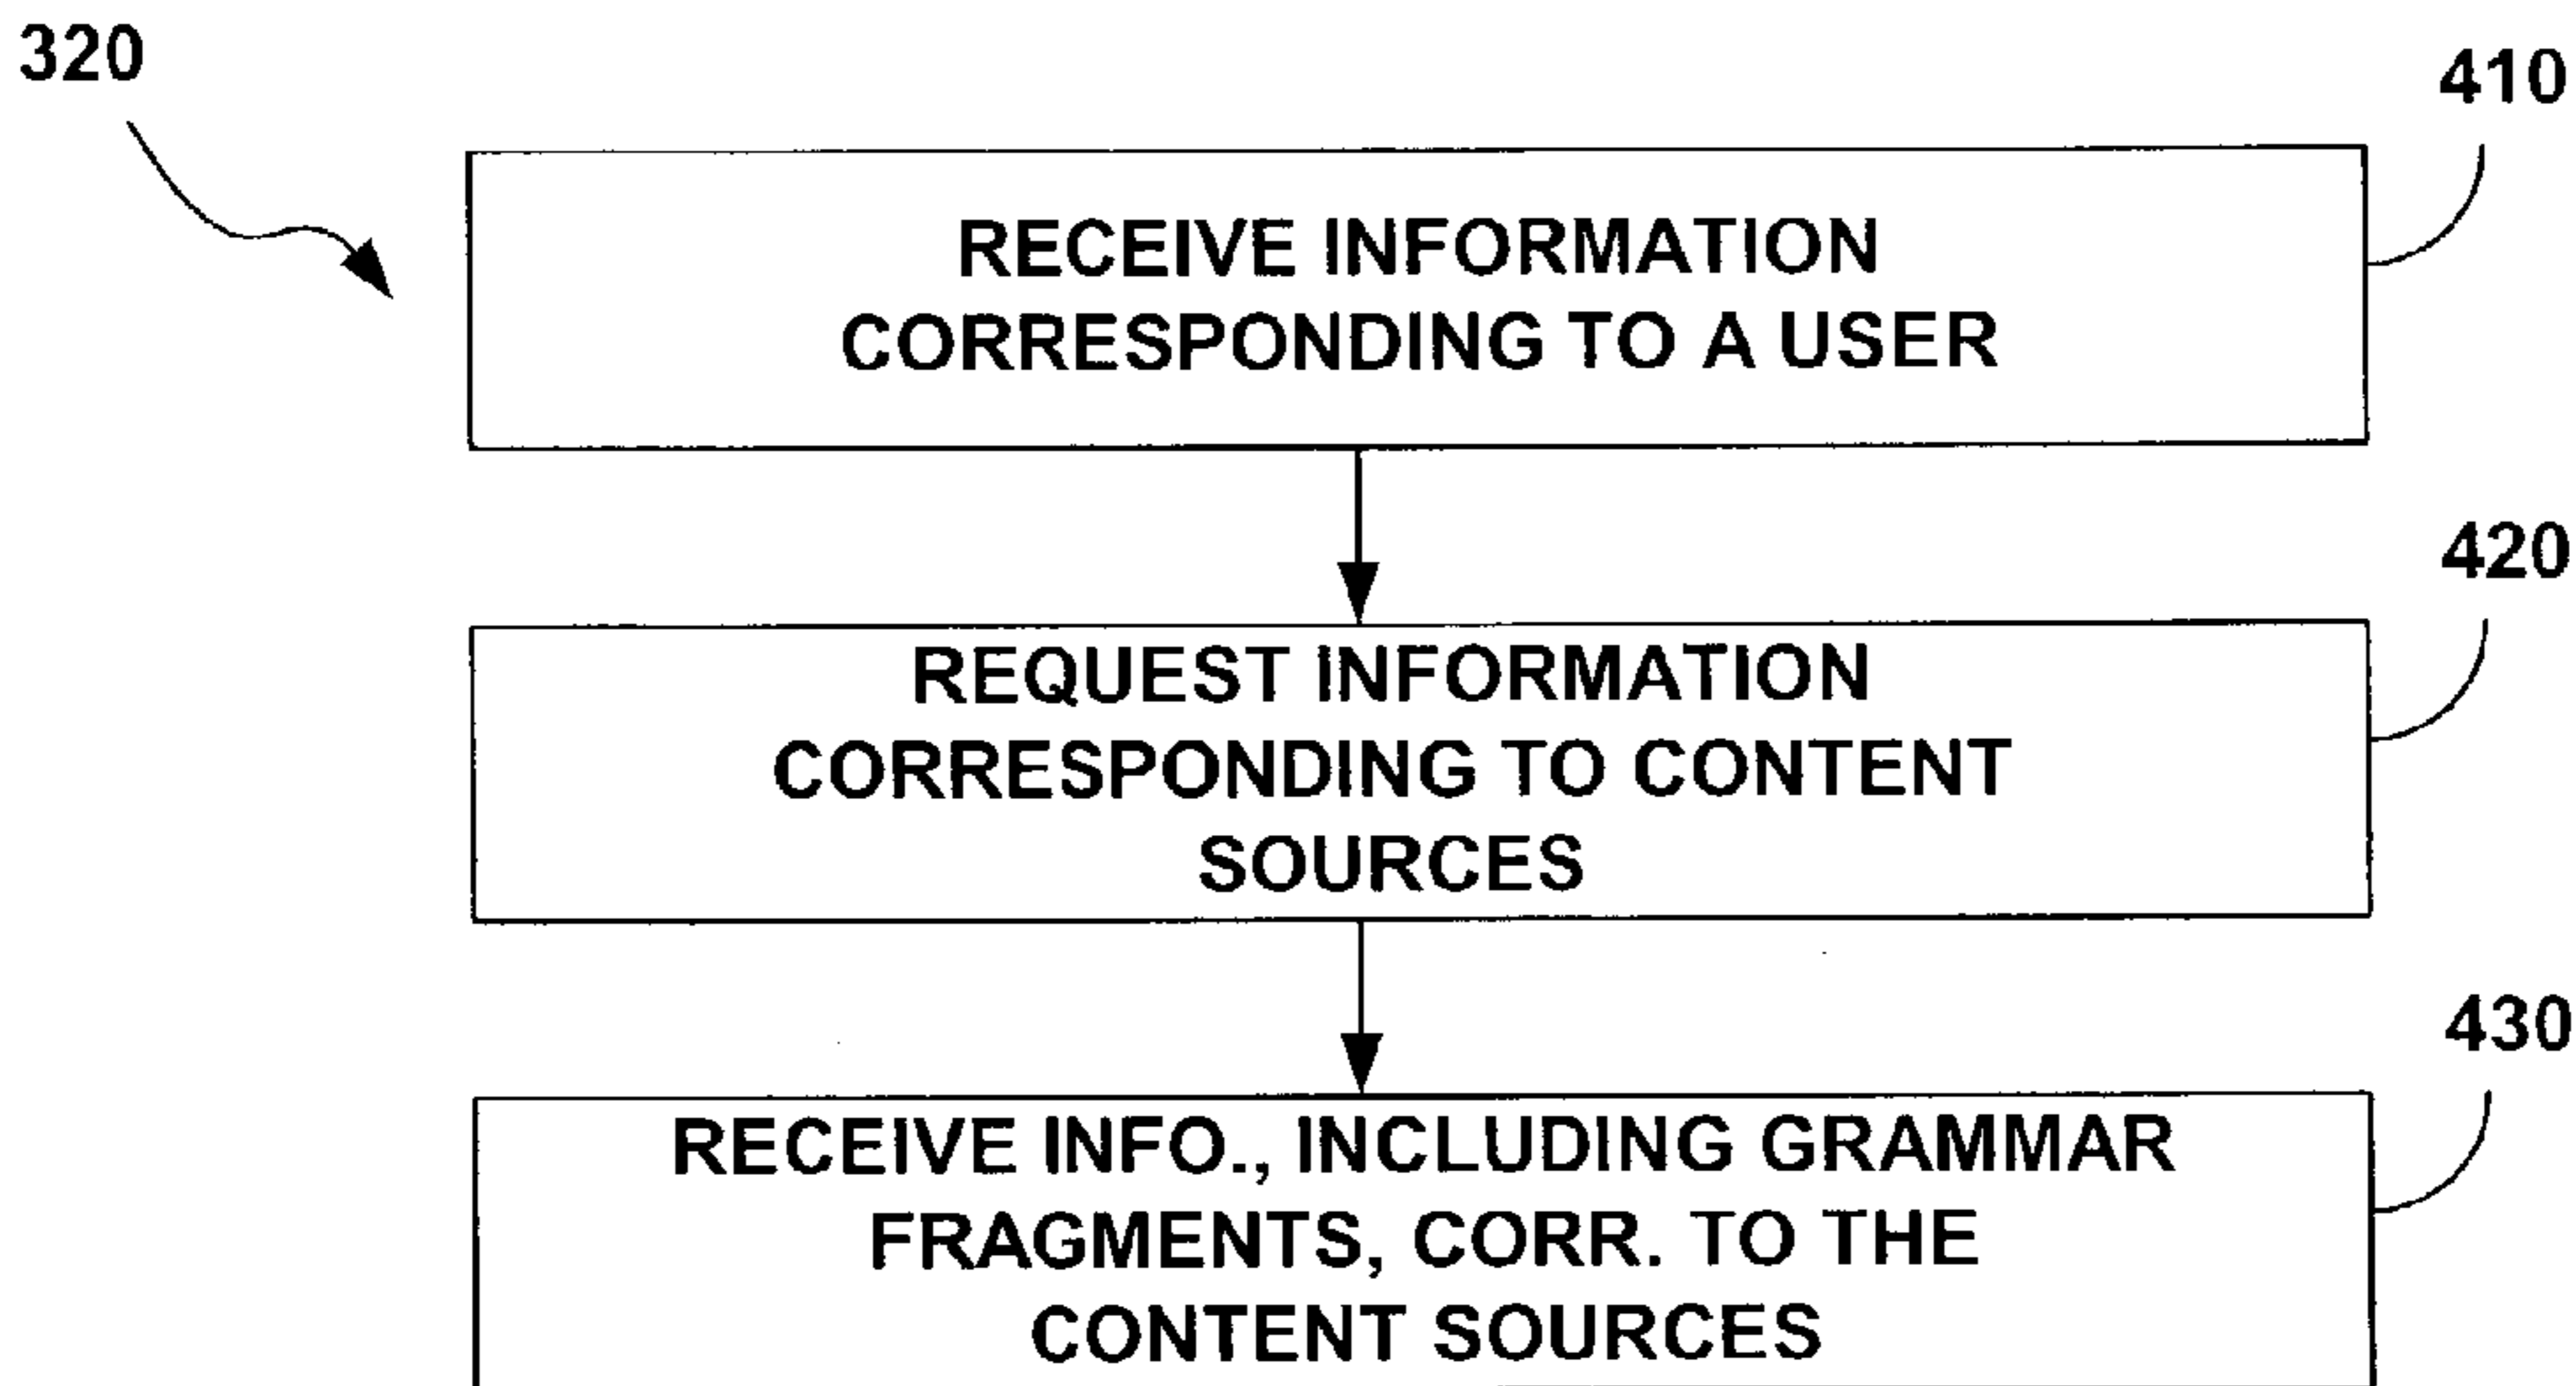 320
410
RECEIVE INFORMATION
CORRESPONDING TO A USER
420
REQUEST INFORMATION
CORRESPONDING TO CONTENT
SOURCES
430
RECEIVE INFO., INCLUDING GRAMMAR
FRAGMENTS, CORR. TO THE
CONTENT SOURCES